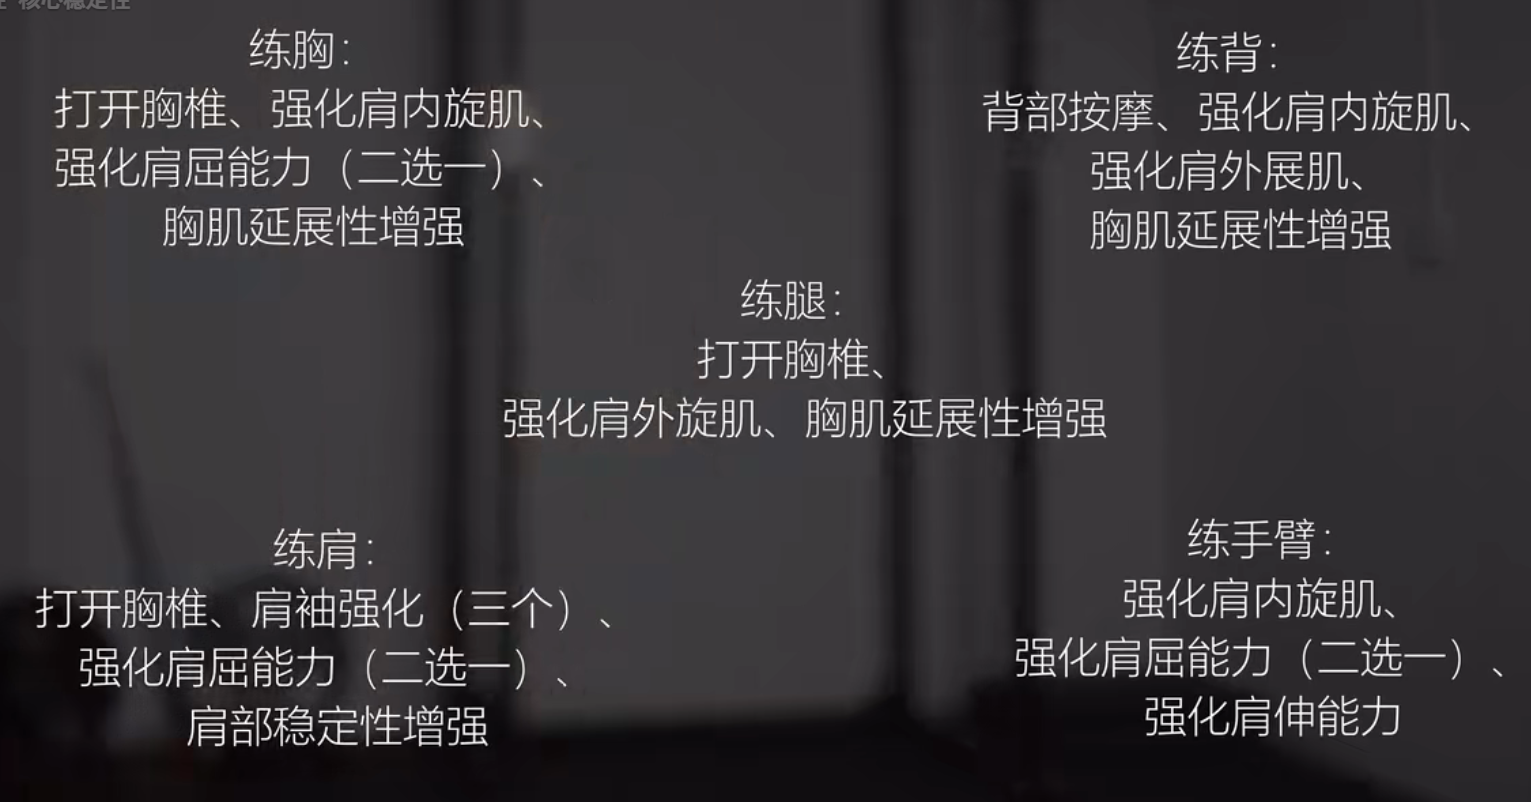 核心稳定性
练胸：
打开胸椎、强化肩内旋肌、
强化肩屈能力（二选一）、
胸肌延展性增强
练背：
背部按摩、强化肩内旋肌、
强化肩外展肌、
胸肌延展性增强
练腿：
打开胸椎、
强化肩外旋肌、胸肌延展性增强
练肩：
打开胸椎、肩袖强化（三个）、
强化肩屈能力（二选一）、
肩部稳定性增强
练手臂：
强化肩内旋肌、
强化肩屈能力（二选一）、
强化肩伸能力